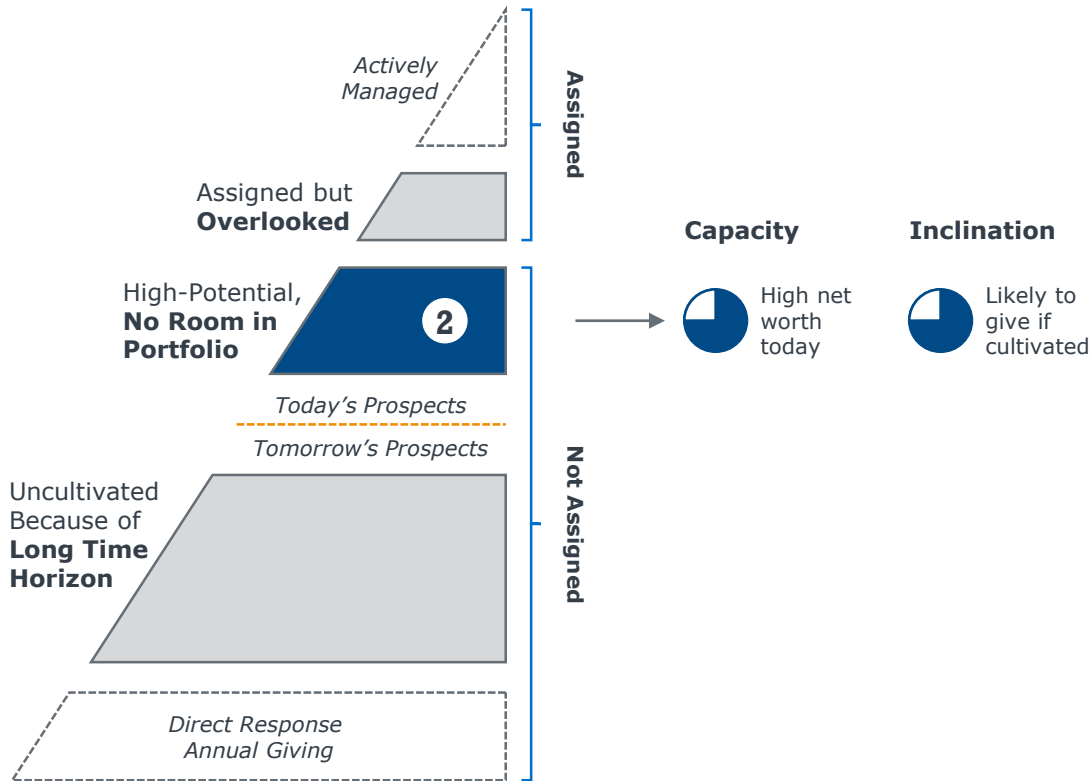 Actively
Managed
Assigned
Assigned but
Overlooked
Capacity
Inclination
High-Potential,
No Room in
Portfolio
2
High net
worth
today
Likely to
give if
cultivated
Today's Prospects
Tomorrow's Prospects
Not Assigned
Uncultivated
Because of
Long Time
Horizon
Direct Response
Annual Giving